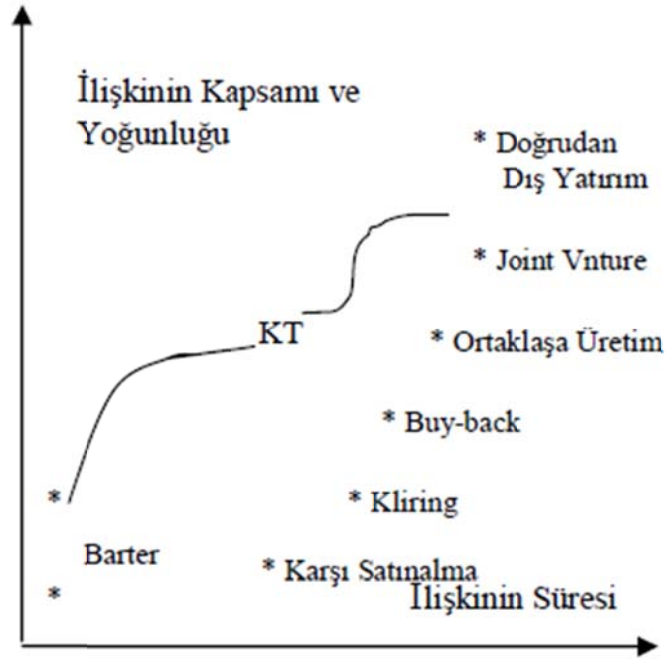 İlişkinin Kapsamı ve
Yoğunluğu
* Doğrudan
Dış Yatırım
* Joint Vnture
KT
* Ortaklaşa Üretim
* Buy-back
*
* Kliring
Barter
* Karşı Satınalma
*
İlişkinin Süresi